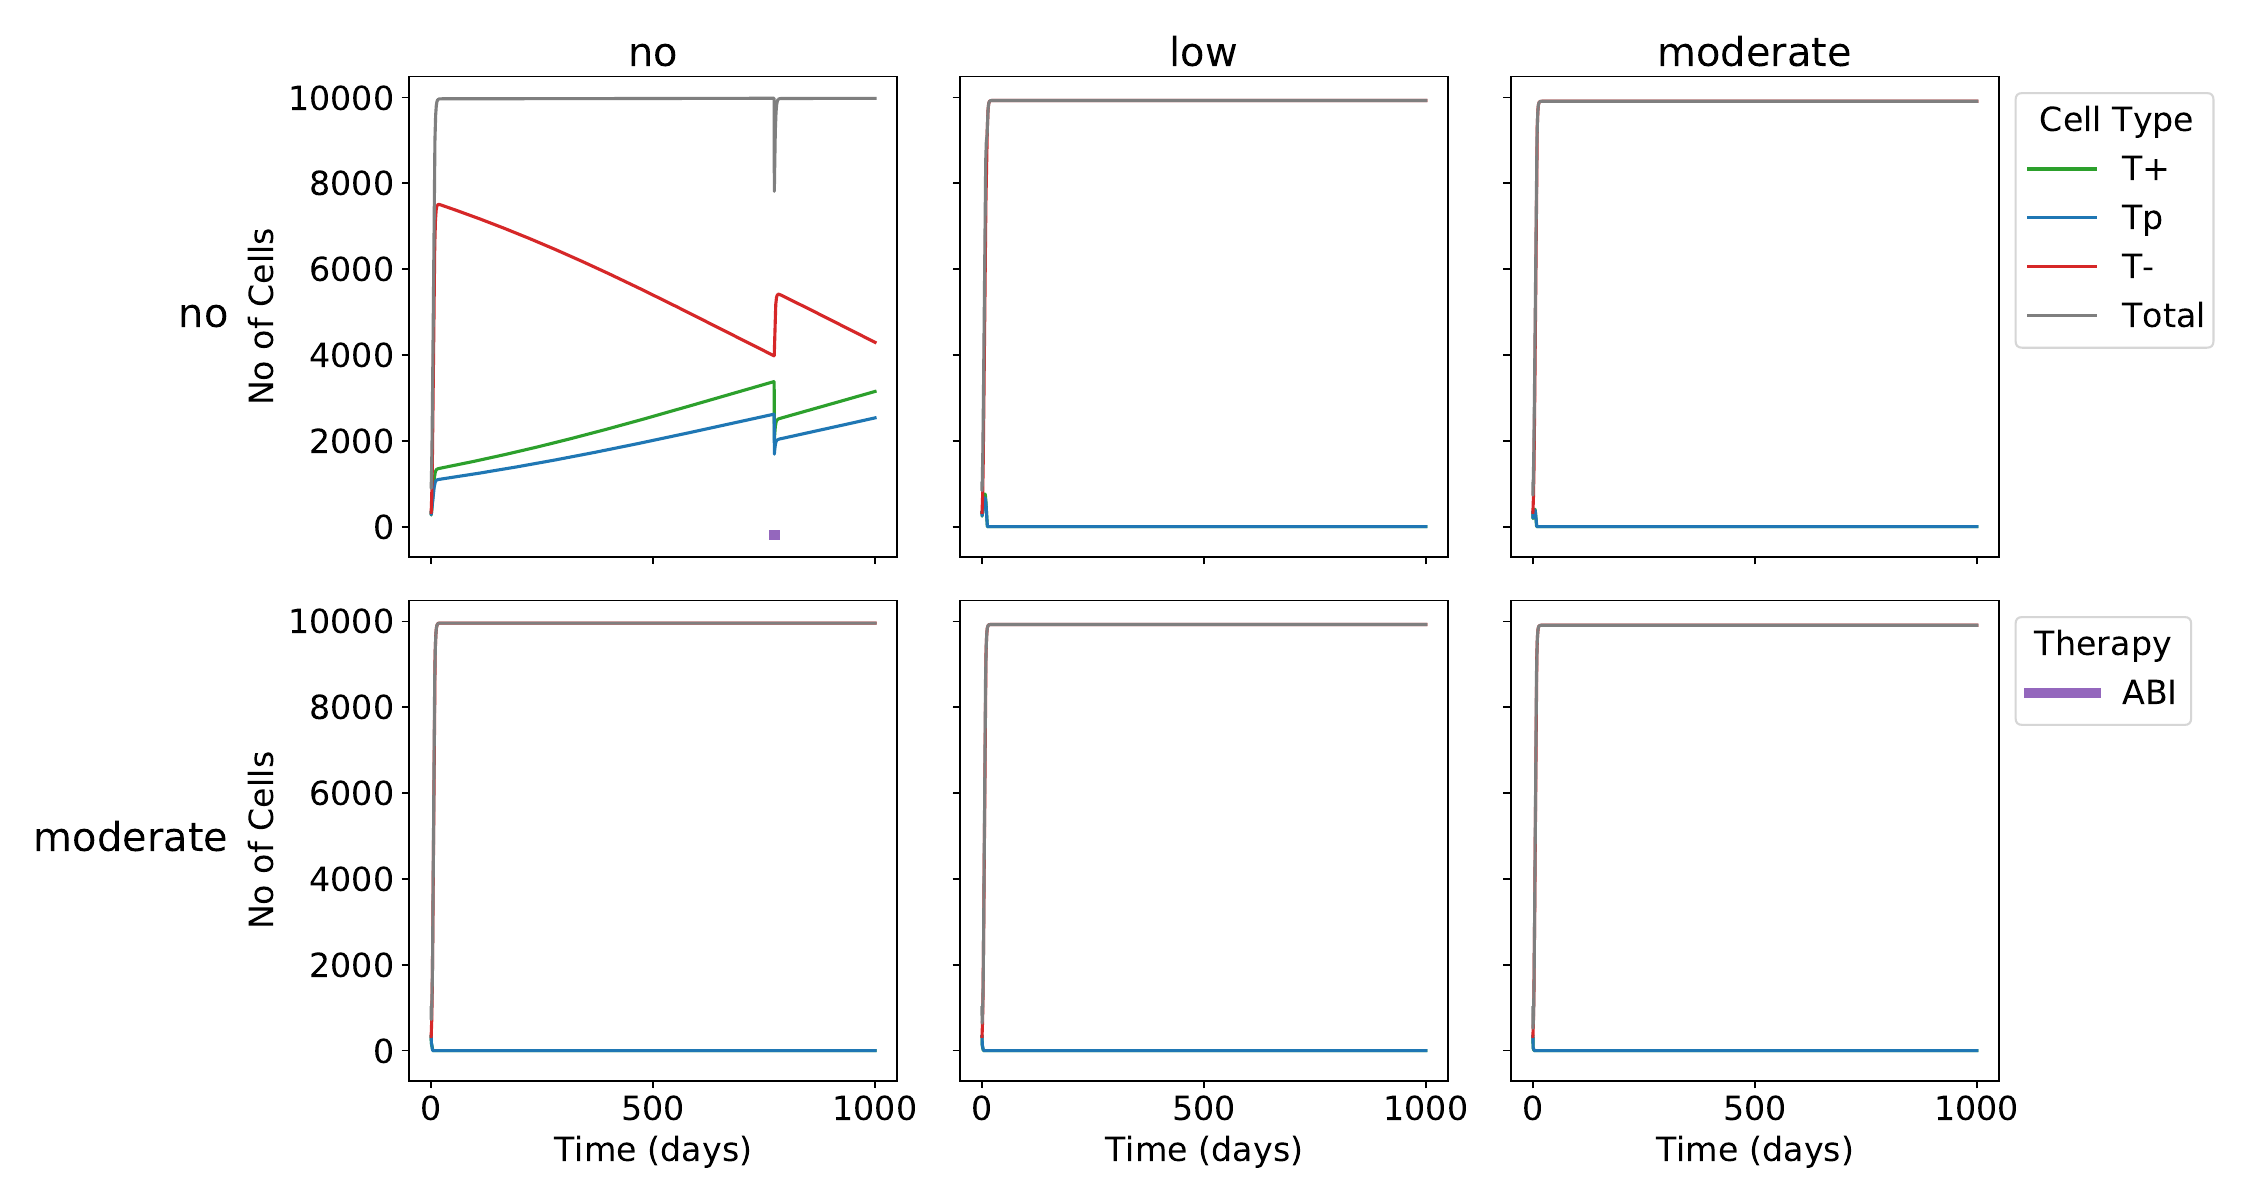 no
low
moderate
10000
8000
6000
4000
2000
0
No of Cells
no
Cell Type
T+
Tp
T-
Total
10000
8000
6000
4000
2000
0
No of Cells
moderate
Therapy
ABI
0 500 1000
0 500 1000
0 500 1000
Time (days)
Time (days)
Time (days)